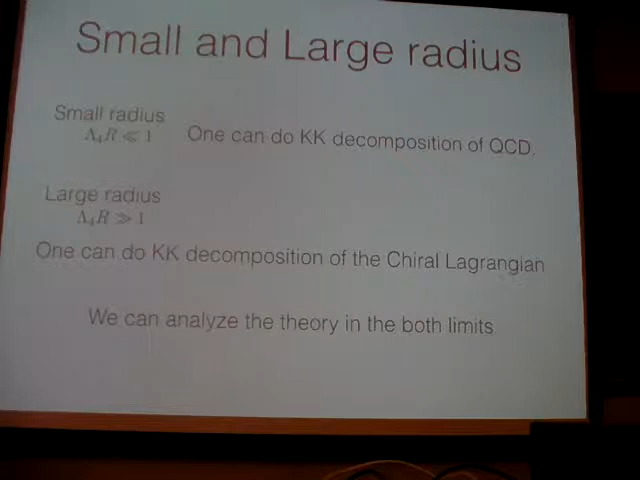 Small and Large radius
Small radius
Λ₄R ≪ 1 One can do KK decomposition of QCD.
Large radius
Λ₄R ≫ 1
One can do KK decomposition of the Chiral Lagrangian
We can analyze the theory in the both limits